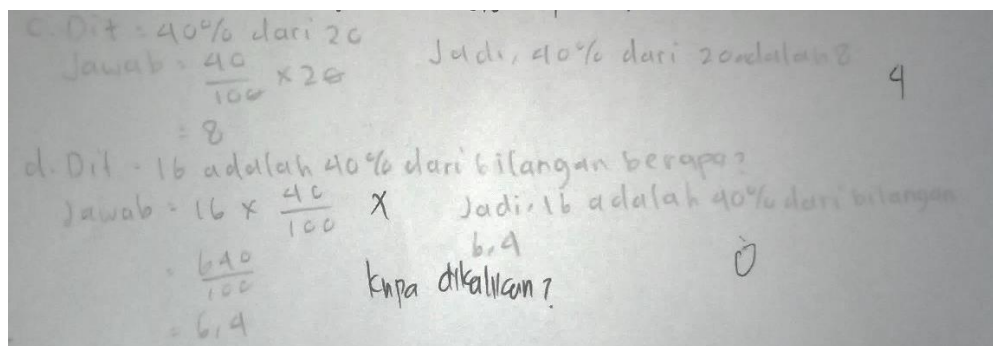 c. Dit : 40% dari 20
Jawab : 40/100 × 20 Jadi, 40% dari 20 adalah 8
4
: 8
d. Dit : 16 adalah 40% dari bilangan berapa?
Jawab = 16 × 40/100 X Jadi, 16 adalah 40% dari bilangan
6,4
: 640/100 Knpa dikalikan? 0
= 6,4